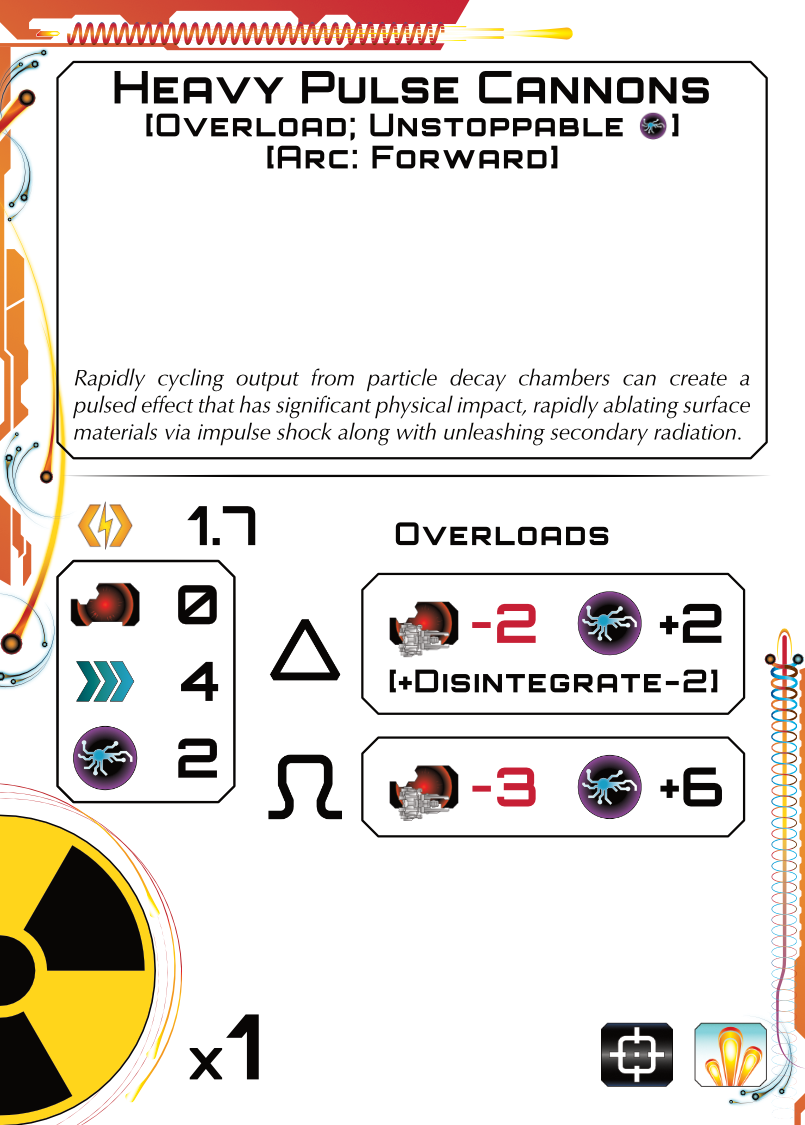 Heavy Pulse Cannons
[Overload; Unstoppable ]
[Arc: Forward]
Rapidly cycling output from particle decay chambers can create a
pulsed effect that has significant physical impact, rapidly ablating surface
materials via impulse shock along with unleashing secondary radiation.
1.7
Overloads
0
4
2
Δ
-2 +2
[+Disintegrate-2]
Ω
-3 +6
x1